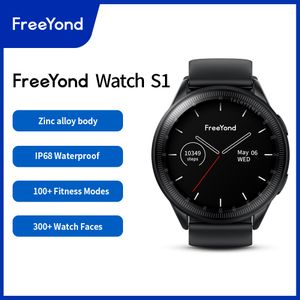 FreeYond
FreeYond Watch S1
Zinc alloy body
IP68 Waterproof
100+ Fitness Modes
300+ Watch Faces
FreeYond
10349
steps
May 06
WED